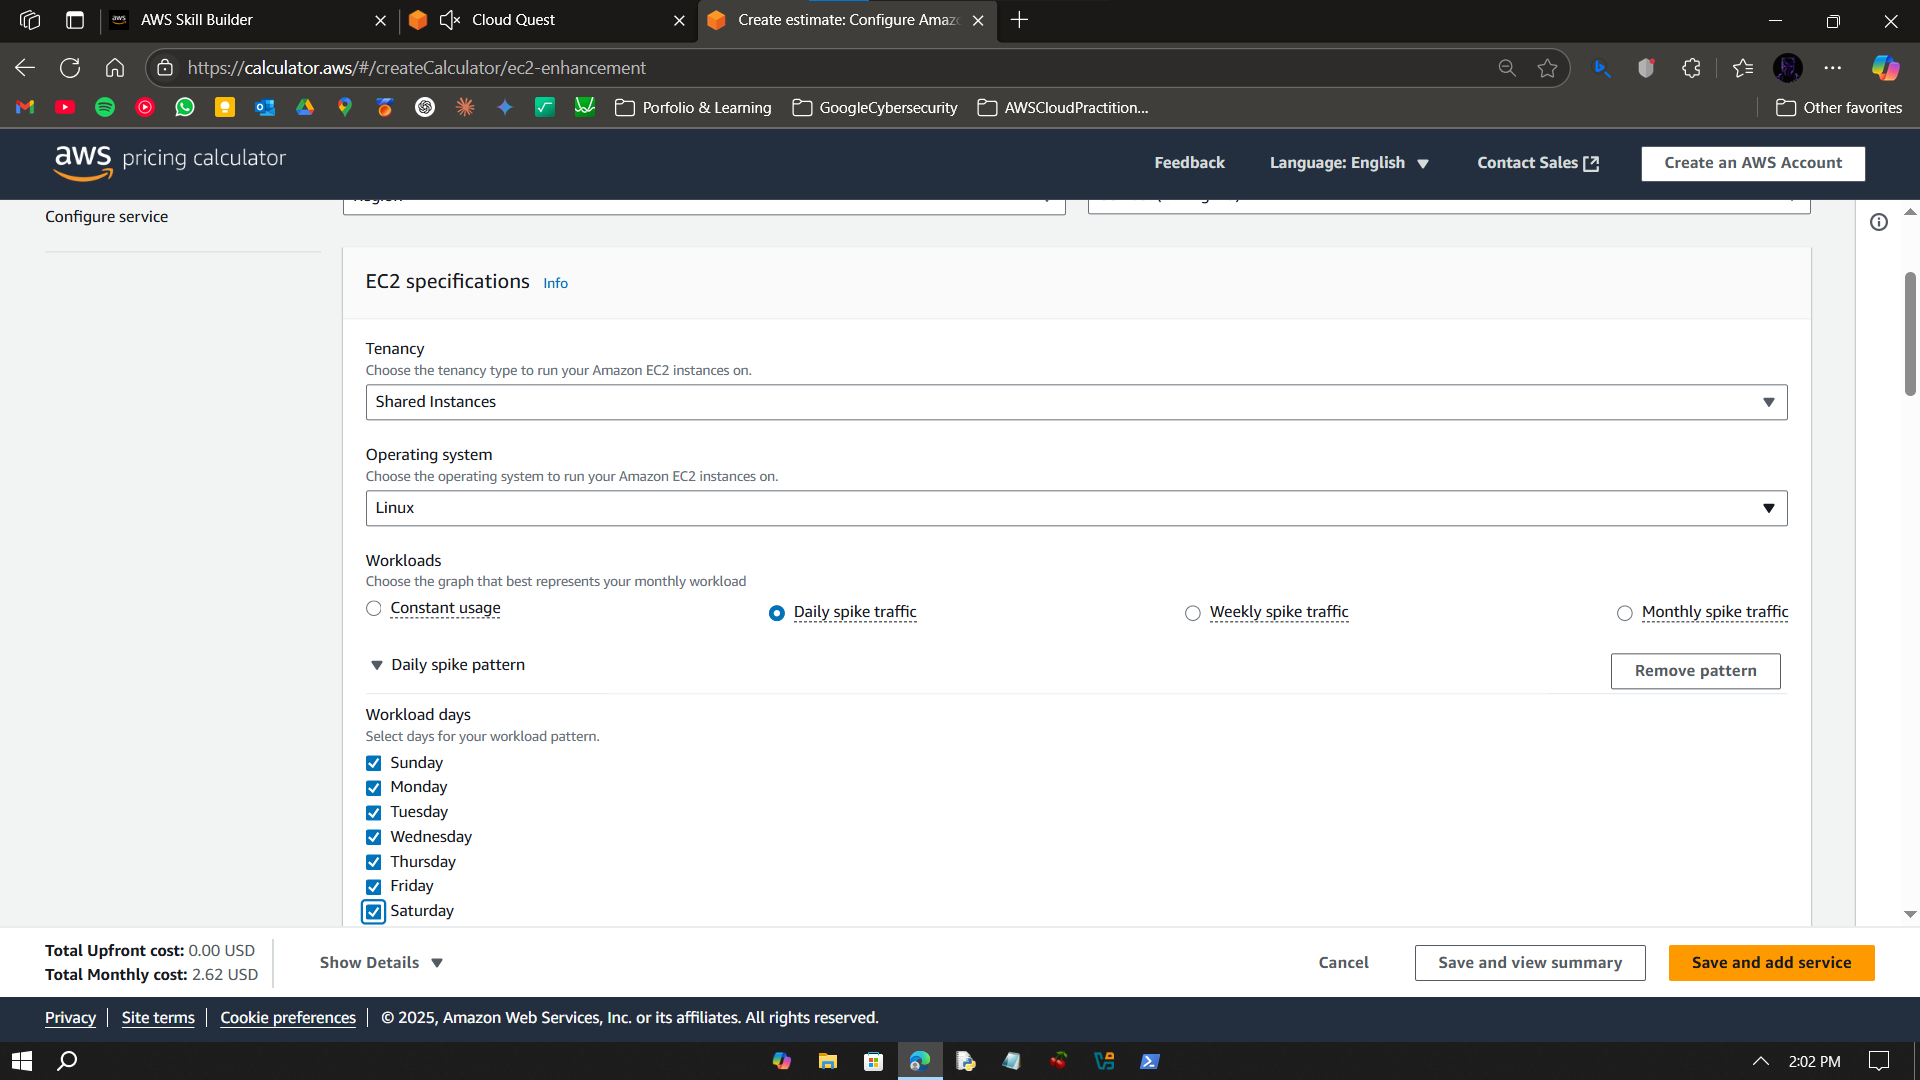 AWS Skill Builder
Cloud Quest
Create estimate: Configure Amaz
https://calculator.aws/#/createCalculator/ec2-enhancement
Porfolio & Learning
GoogleCybersecurity
AWSCloudPractition...
Other favorites
aws pricing calculator
Feedback
Language: English
Contact Sales
Create an AWS Account
Configure service
EC2 specifications Info
Tenancy
Choose the tenancy type to run your Amazon EC2 instances on.
Shared Instances
Operating system
Choose the operating system to run your Amazon EC2 instances on.
Linux
Workloads
Choose the graph that best represents your monthly workload
Constant usage
Daily spike traffic
Weekly spike traffic
Monthly spike traffic
Daily spike pattern
Remove pattern
Workload days
Select days for your workload pattern.
Sunday
Monday
Tuesday
Wednesday
Thursday
Friday
Saturday
Total Upfront cost: 0.00 USD
Total Monthly cost: 2.62 USD
Show Details
Cancel
Save and view summary
Save and add service
Privacy
Site terms
Cookie preferences
© 2025, Amazon Web Services, Inc. or its affiliates. All rights reserved.
2:02 PM